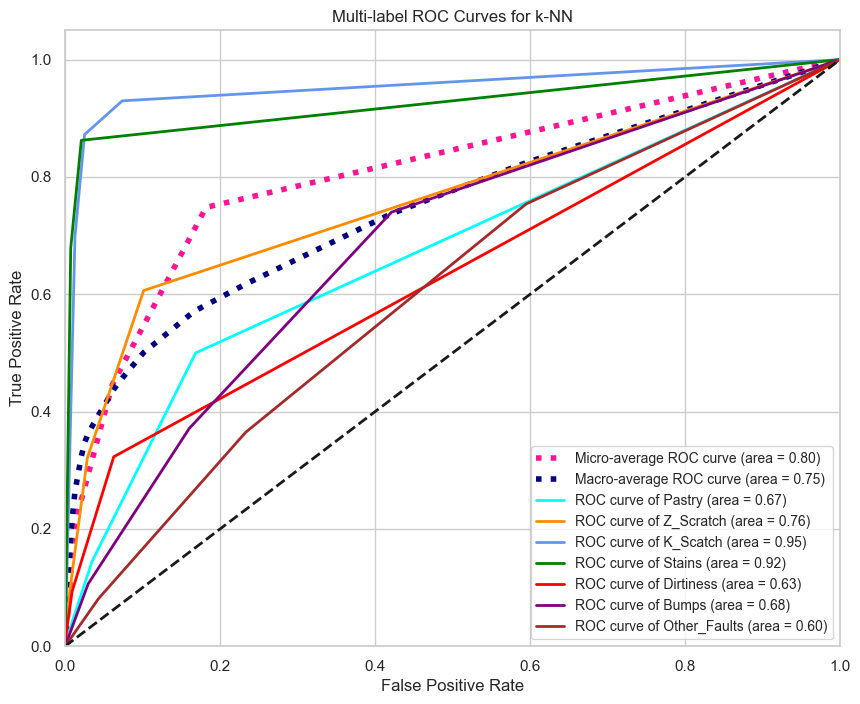 Multi-label ROC Curves for k-NN
1.0
0.8
0.6
0.4
0.2
0.0
True Positive Rate
Micro-average ROC curve (area = 0.80)
Macro-average ROC curve (area = 0.75)
ROC curve of Pastry (area = 0.67)
ROC curve of Z_Scratch (area = 0.76)
ROC curve of K_Scatch (area = 0.95)
ROC curve of Stains (area = 0.92)
ROC curve of Dirtiness (area = 0.63)
ROC curve of Bumps (area = 0.68)
ROC curve of Other_Faults (area = 0.60)
0.0 0.2 0.4 0.6 0.8 1.0
False Positive Rate